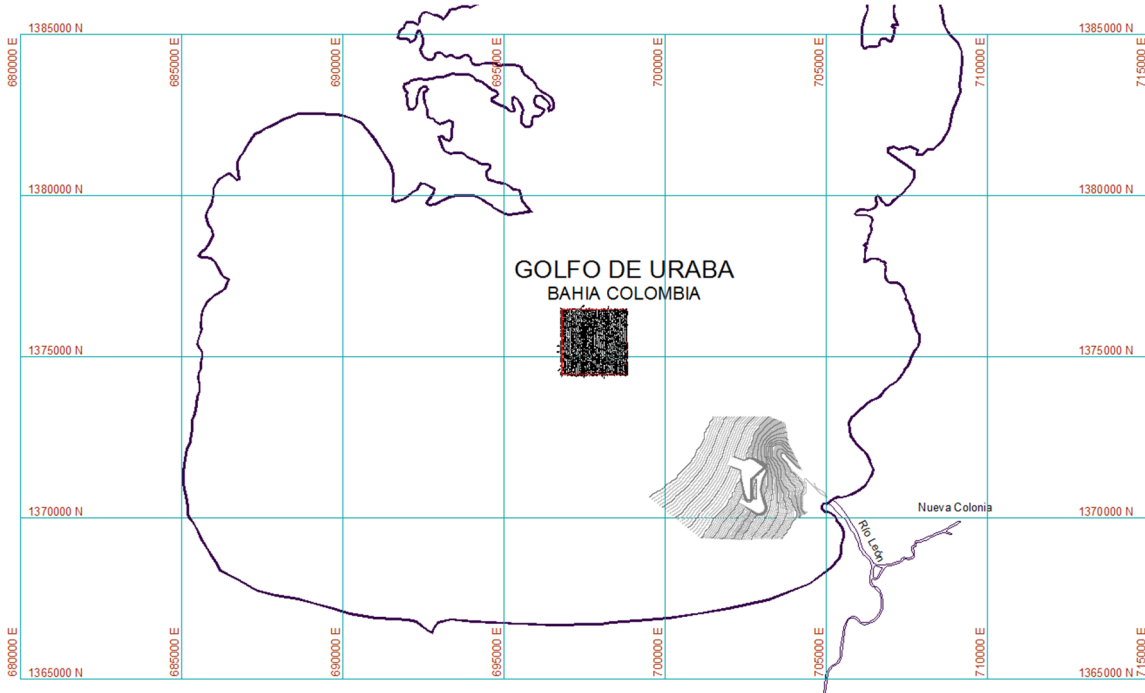 1385000 N
1385000 N
680000 E
685000 E
690000 E
695000 E
700000 E
705000 E
710000 E
715000 E
1380000 N
1380000 N
GOLFO DE URABA
BAHIA COLOMBIA
1375000 N
1375000 N
1370000 N
1370000 N
Nueva Colonia
Río León
680000 E
685000 E
690000 E
695000 E
700000 E
705000 E
710000 E
715000 E
1365000 N
1365000 N